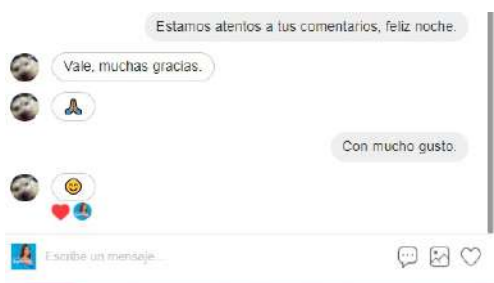 Estamos atentos a tus comentarios, feliz noche.
Vale, muchas gracias.
🙏
Con mucho gusto.
😊
Escribe un mensaje...